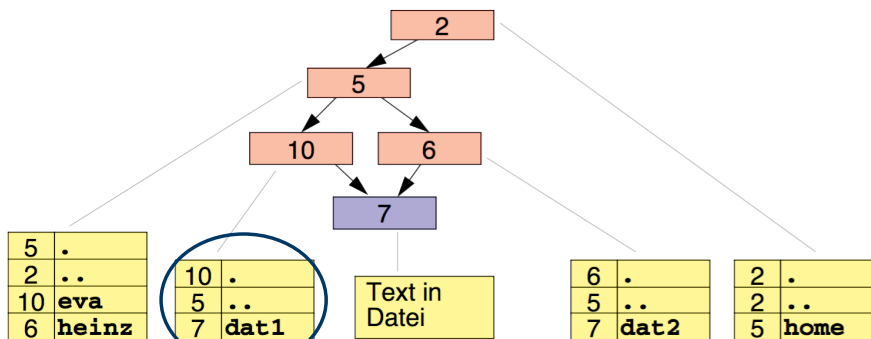 2
5
10
6
7
5 .
2 ..
10 eva
6 heinz
10 .
5 ..
7 dat1
Text in
Datei
6 .
5 ..
7 dat2
2 .
2 ..
5 home